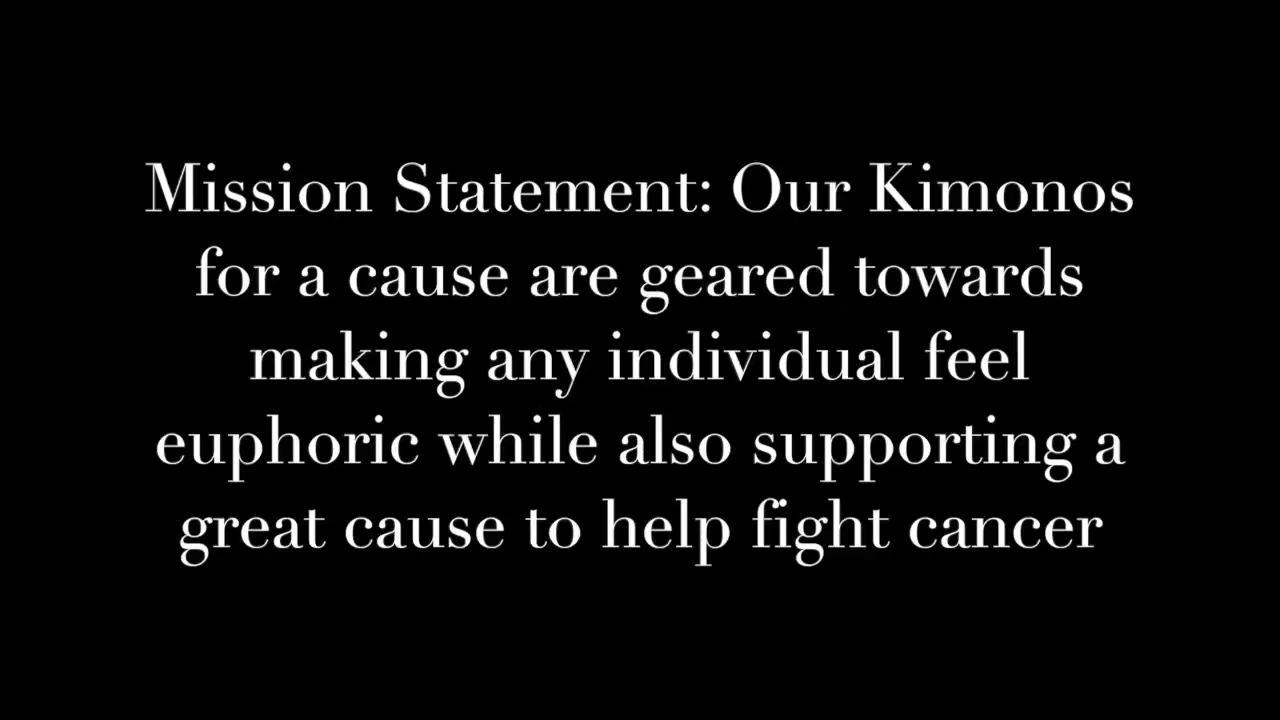 Mission Statement: Our Kimonos
for a cause are geared towards
making any individual feel
euphoric while also supporting a
great cause to help fight cancer